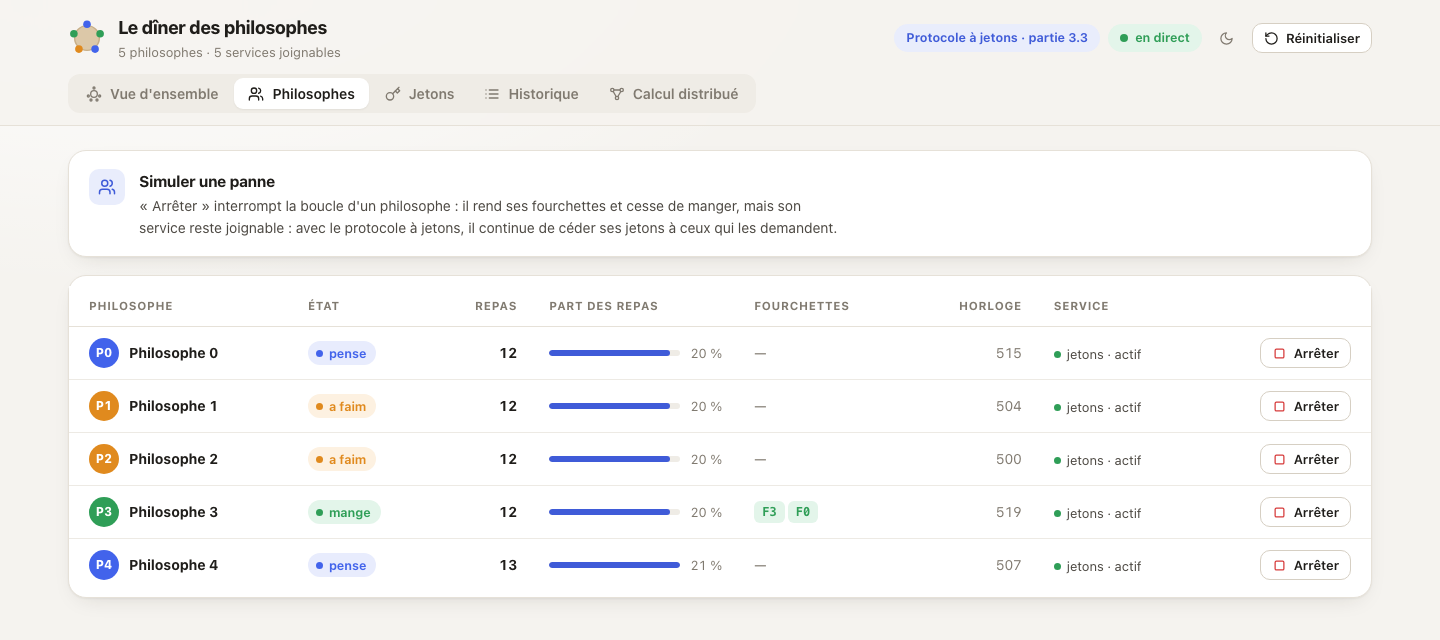 Le dîner des philosophes
5 philosophes · 5 services joignables
Protocole à jetons · partie 3.3
en direct
Réinitialiser
Vue d'ensemble
Philosophes
Jetons
Historique
Calcul distribué
Simuler une panne
« Arrêter » interrompt la boucle d'un philosophe : il rend ses fourchettes et cesse de manger, mais son
service reste joignable : avec le protocole à jetons, il continue de céder ses jetons à ceux qui les demandent.
PHILOSOPHE ÉTAT REPAS PART DES REPAS FOURCHETTES HORLOGE SERVICE
P0 Philosophe 0 pense 12 20 % — 515 jetons · actif Arrêter
P1 Philosophe 1 a faim 12 20 % — 504 jetons · actif Arrêter
P2 Philosophe 2 a faim 12 20 % — 500 jetons · actif Arrêter
P3 Philosophe 3 mange 12 20 % F3 F0 519 jetons · actif Arrêter
P4 Philosophe 4 pense 13 21 % — 507 jetons · actif Arrêter